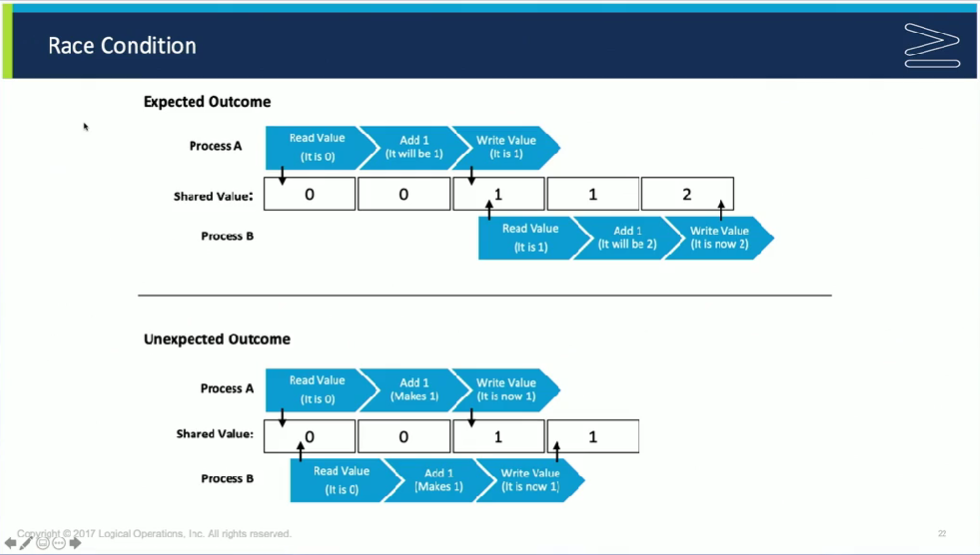 Race Condition
Expected Outcome
Process A
Read Value
(It is 0)
Add 1
(It will be 1)
Write Value
(It is 1)
Shared Value:
0
0
1
1
2
Process B
Read Value
(It is 1)
Add 1
(It will be 2)
Write Value
(It is now 2)
Unexpected Outcome
Process A
Read Value
(It is 0)
Add 1
(Makes 1)
Write Value
(It is now 1)
Shared Value:
0
0
1
1
Process B
Read Value
(It is 0)
Add 1
(Makes 1)
Write Value
(It is now 1)
Copyright © 2017 Logical Operations, Inc. All rights reserved.
22